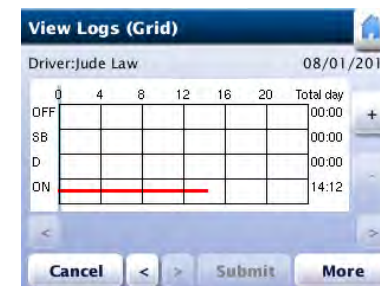 View Logs (Grid)
Driver:Jude Law 08/01/201
0 4 8 12 16 20 Total day
OFF 00:00 +
SB 00:00
D 00:00 -
ON 14:12
< >
Cancel < > Submit More